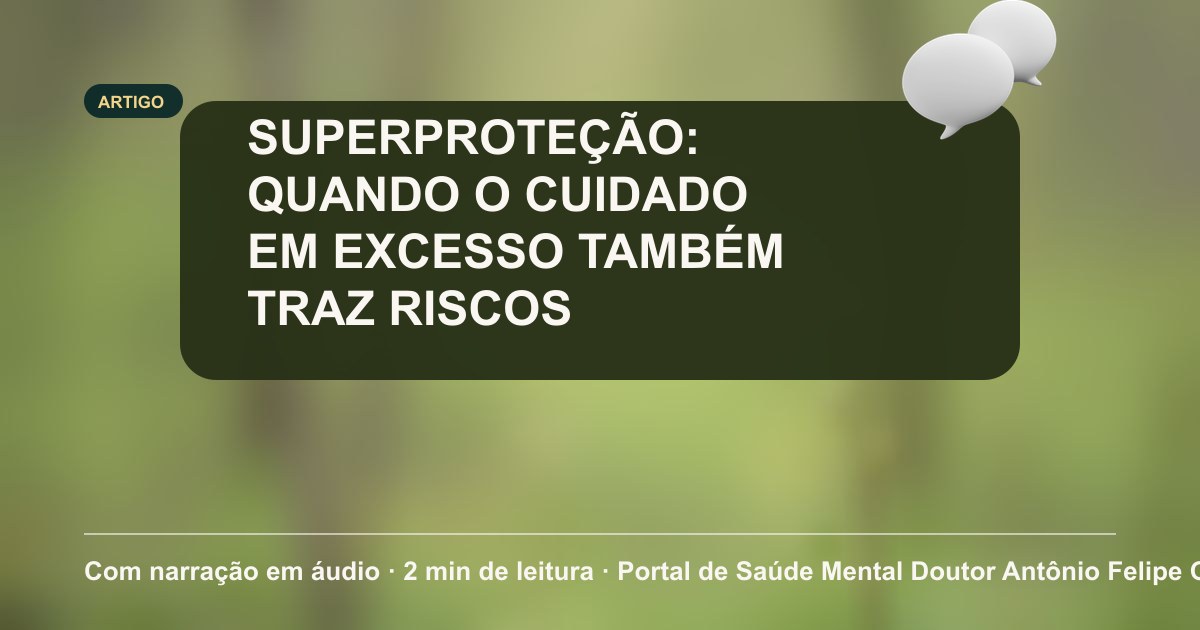 ARTIGO
SUPERPROTEÇÃO:
QUANDO O CUIDADO
EM EXCESSO TAMBÉM
TRAZ RISCOS
Com narração em áudio · 2 min de leitura · Portal de Saúde Mental Doutor Antônio Felipe